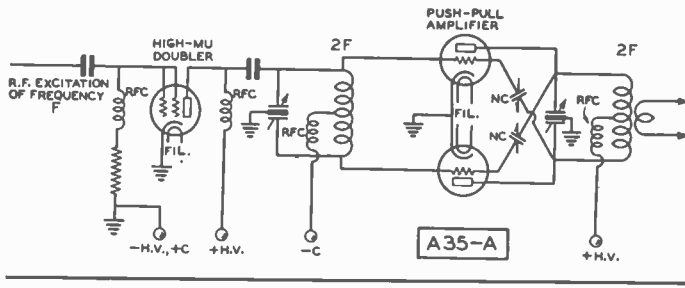 HIGH-MU
DOUBLER
2F
PUSH-PULL
AMPLIFIER
2F
R.F. EXCITATION
OF FREQUENCY
F
RFC
RFC
RFC
RFC
FIL.
FIL.
NC
NC
-H.V.,+C
+H.V.
-C
A35-A
+H.V.